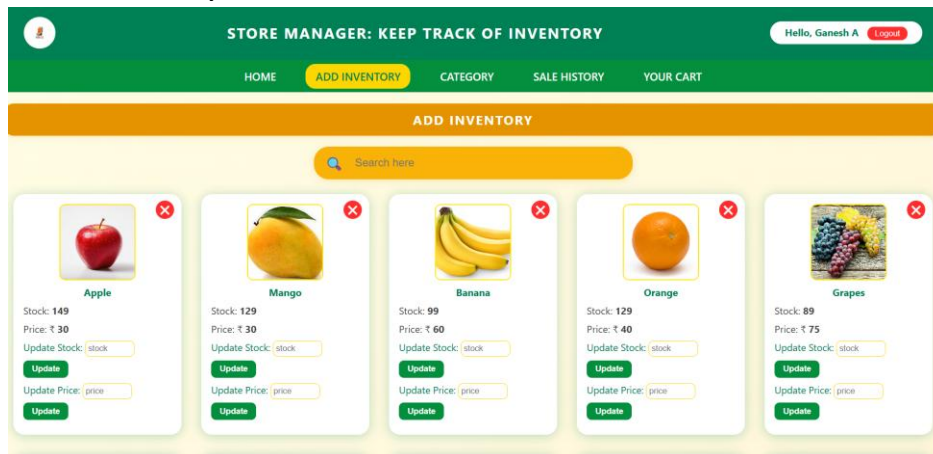 STORE MANAGER: KEEP TRACK OF INVENTORY
Hello, Ganesh A Logout
HOME ADD INVENTORY CATEGORY SALE HISTORY YOUR CART
ADD INVENTORY
Search here
Apple
Stock: 149
Price: ₹ 30
Update Stock: stock
Update
Update Price: price
Update
Mango
Stock: 129
Price: ₹ 30
Update Stock: stock
Update
Update Price: price
Update
Banana
Stock: 99
Price: ₹ 60
Update Stock: stock
Update
Update Price: price
Update
Orange
Stock: 129
Price: ₹ 40
Update Stock: stock
Update
Update Price: price
Update
Grapes
Stock: 89
Price: ₹ 75
Update Stock: stock
Update
Update Price: price
Update